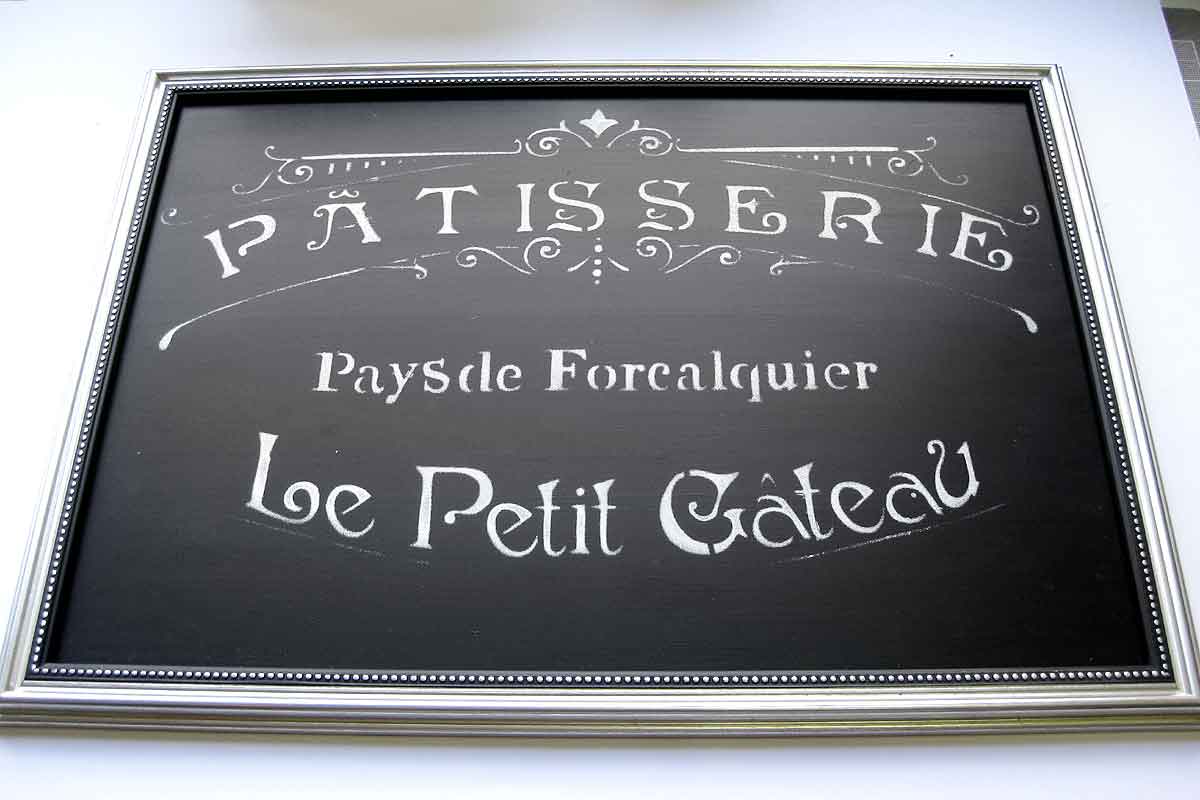 PÂTISSERIE
Pays de Forcalquier
Le Petit Gâteau